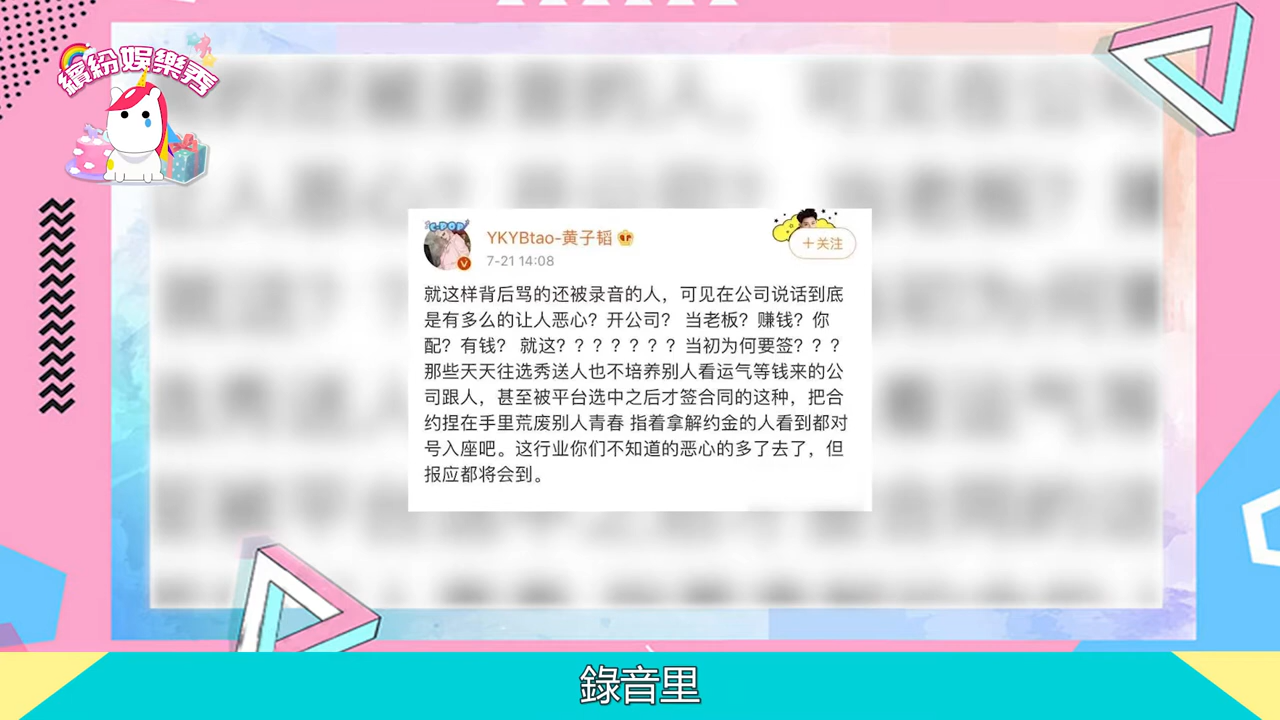 繽紛娛樂秀
C-POP
YKYBtao-黄子韬
7-21 14:08
+关注
就这样背后骂的还被录音的人，可见在公司说话到底
是有多么的让人恶心？开公司？ 当老板？赚钱？你
配？有钱？ 就这？？？？？？？当初为何要签？？？
那些天天往选秀送人也不培养别人看运气等钱来的公
司跟人，甚至被平台选中之后才签合同的这种，把合
约捏在手里荒废别人青春 指着拿解约金的人看到都对
号入座吧。这行业你们不知道的恶心的多了去了，但
报应都将会到。
錄音里